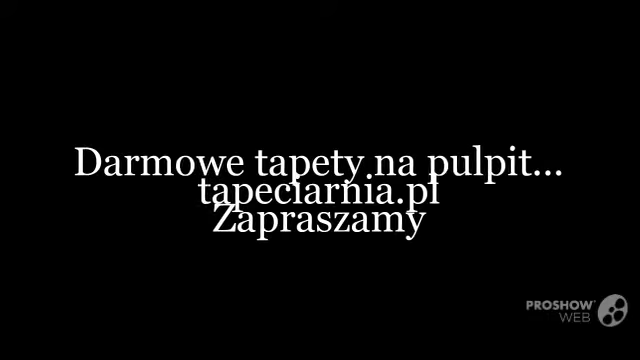 Darmowe tapety na pulpit...
tapeciarnia.pl
Zapraszamy
PROSHOW
WEB